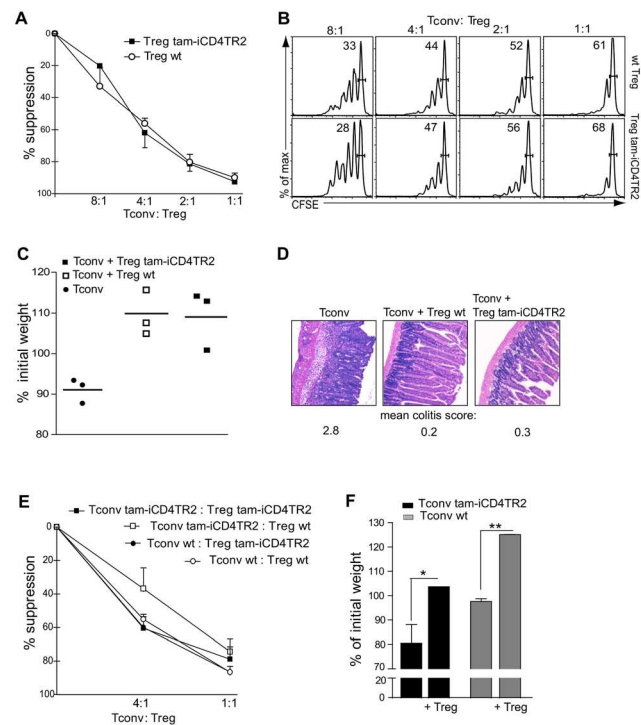 A
Treg tam-iCD4TR2
Treg wt
% suppression
0
20
40
60
80
100
8:1
4:1
2:1
1:1
Tconv: Treg
B
Tconv: Treg
8:1
4:1
2:1
1:1
33
44
52
61
wt Treg
28
47
56
68
Treg tam-iCD4TR2
% of max
CFSE
C
Tconv + Treg tam-iCD4TR2
Tconv + Treg wt
Tconv
% initial weight
120
110
100
90
80
D
Tconv
Tconv + Treg wt
Tconv +
Treg tam-iCD4TR2
mean colitis score:
2.8
0.2
0.3
E
Tconv tam-iCD4TR2 : Treg tam-iCD4TR2
Tconv tam-iCD4TR2 : Treg wt
Tconv wt : Treg tam-iCD4TR2
Tconv wt : Treg wt
% suppression
0
20
40
60
80
100
4:1
1:1
Tconv: Treg
F
Tconv tam-iCD4TR2
Tconv wt
% of initial weight
130
120
110
100
90
80
70
20
0
*
**
+ Treg
+ Treg